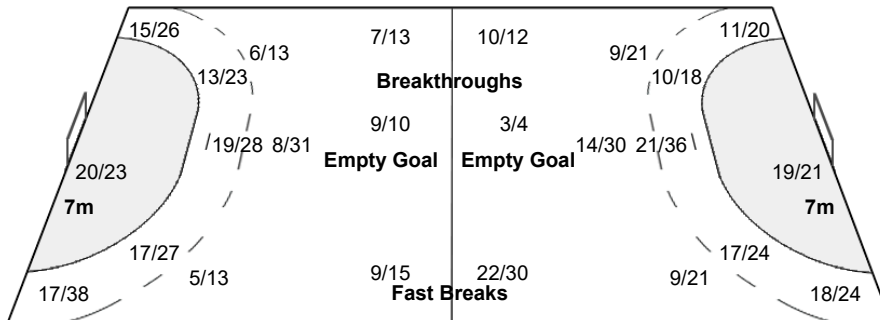 15/26 11/20
6/13 7/13 10/12 9/21
13/23 Breakthroughs 10/18
9/10 3/4
19/28 8/31 14/30 21/36
Empty Goal Empty Goal
20/23 19/21
7m 7m
17/27 17/24
5/13 9/15 22/30 9/21
17/38 Fast Breaks 18/24